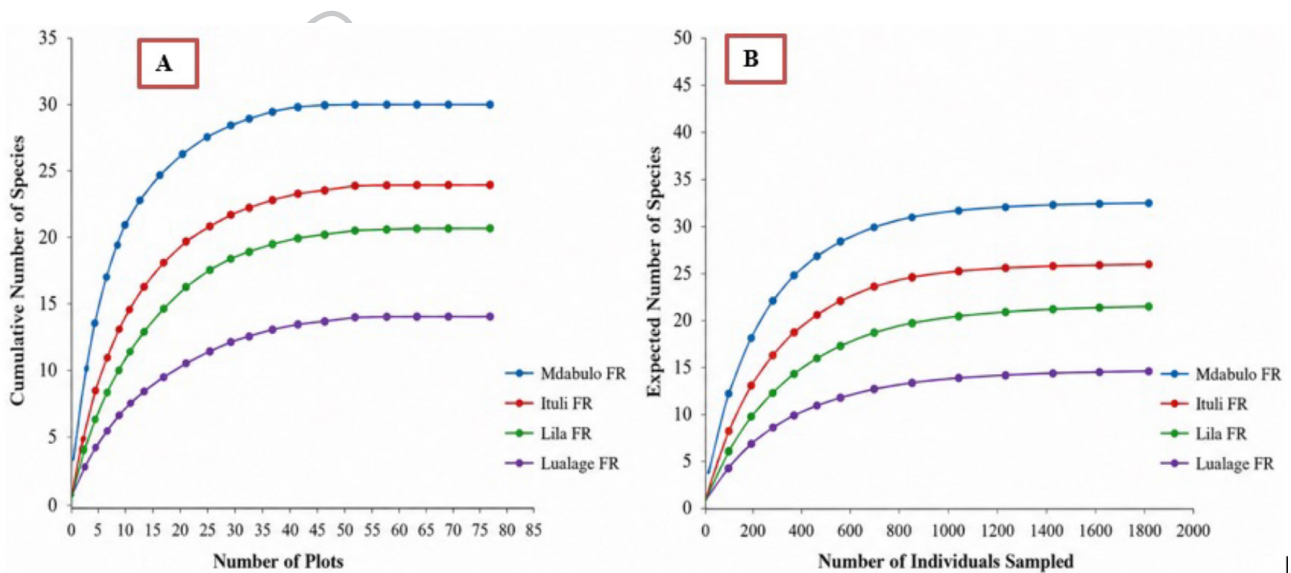 A
Cumulative Number of Species
35
30
25
20
15
10
5
0
0 5 10 15 20 25 30 35 40 45 50 55 60 65 70 75 80 85
Number of Plots
Mdabulo FR
Ituli FR
Lila FR
Lualage FR
B
Expected Number of Species
50
45
40
35
30
25
20
15
10
5
0
0 200 400 600 800 1000 1200 1400 1600 1800 2000
Number of Individuals Sampled
Mdabulo FR
Ituli FR
Lila FR
Lualage FR